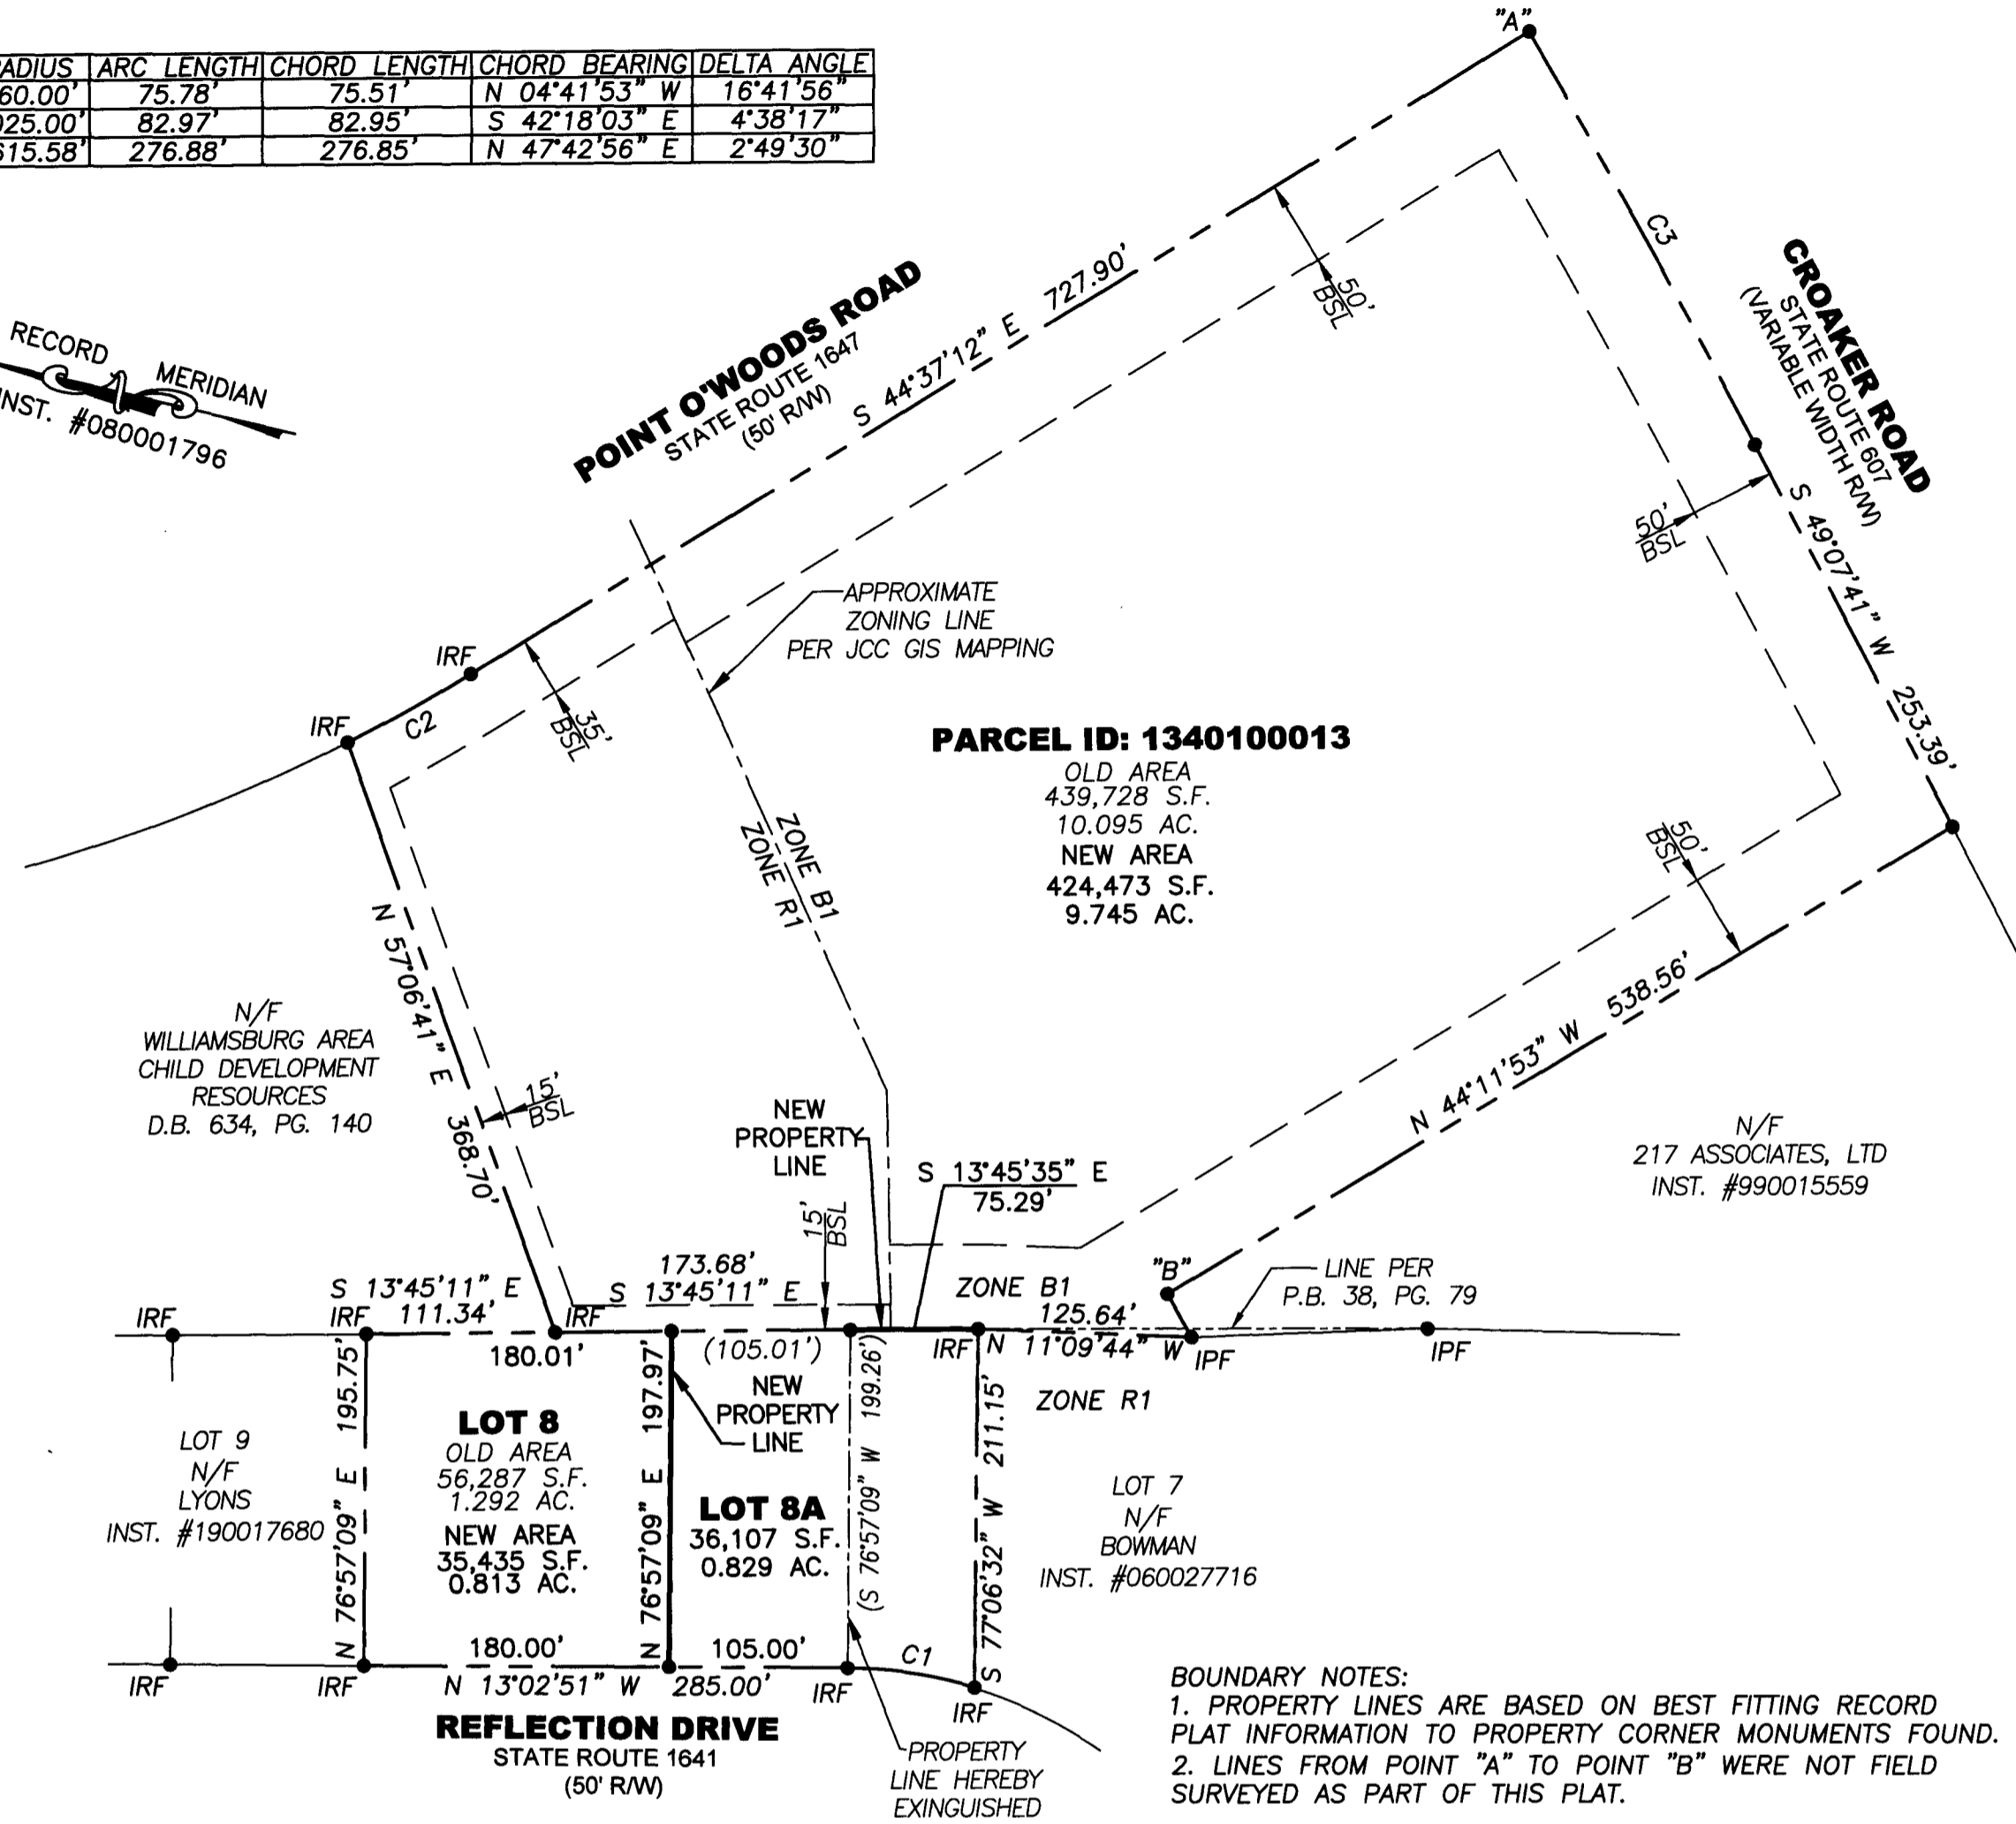 "A"
RADIUS ARC LENGTH CHORD LENGTH CHORD BEARING DELTA ANGLE
60.00' 75.78' 75.51' N 04°41'53" W 16°41'56"
025.00' 82.97' 82.95' S 42°18'03" E 4°38'17"
615.58' 276.88' 276.85' N 47°42'56" E 2°49'30"
RECORD MERIDIAN
INST. #080001796
POINT O'WOODS ROAD
STATE ROUTE 1647
(50' R/W)
S 44°37'12" E 727.90'
50'
BSL
C3
CROAKER ROAD
STATE ROUTE 607
(VARIABLE WIDTH R/W)
50'
BSL
S 49°07'41" W 253.39'
APPROXIMATE
ZONING LINE
PER JCC GIS MAPPING
IRF
IRF
C2
35'
BSL
PARCEL ID: 1340100013
OLD AREA
439,728 S.F.
10.095 AC.
NEW AREA
424,473 S.F.
9.745 AC.
ZONE B1
ZONE R1
50'
BSL
N 57°06'41" E 368.70'
15'
BSL
N/F
WILLIAMSBURG AREA
CHILD DEVELOPMENT
RESOURCES
D.B. 634, PG. 140
N 44°11'53" W 538.56'
N/F
217 ASSOCIATES, LTD
INST. #990015559
NEW
PROPERTY
LINE
S 13°45'35" E
75.29'
15'
BSL
"B"
LINE PER
P.B. 38, PG. 79
ZONE B1
173.68'
S 13°45'11" E
S 13°45'11" E
111.34'
IRF
IRF
IRF
180.01'
(105.01')
IRF
125.64'
N 11°09'44" W
IPF
IPF
ZONE R1
NEW
PROPERTY
LINE
N 76°57'09" E 195.75'
N 76°57'09" E 197.97'
(S 76°57'09" W 199.26')
S 77°06'32" W 211.15'
LOT 9
N/F
LYONS
INST. #190017680
LOT 8
OLD AREA
56,287 S.F.
1.292 AC.
NEW AREA
35,435 S.F.
0.813 AC.
LOT 8A
36,107 S.F.
0.829 AC.
LOT 7
N/F
BOWMAN
INST. #060027716
180.00'
105.00'
C1
IRF
IRF
N 13°02'51" W 285.00'
IRF
IRF
REFLECTION DRIVE
STATE ROUTE 1641
(50' R/W)
PROPERTY
LINE HEREBY
EXINGUISHED
BOUNDARY NOTES:
1. PROPERTY LINES ARE BASED ON BEST FITTING RECORD
PLAT INFORMATION TO PROPERTY CORNER MONUMENTS FOUND.
2. LINES FROM POINT "A" TO POINT "B" WERE NOT FIELD
SURVEYED AS PART OF THIS PLAT.